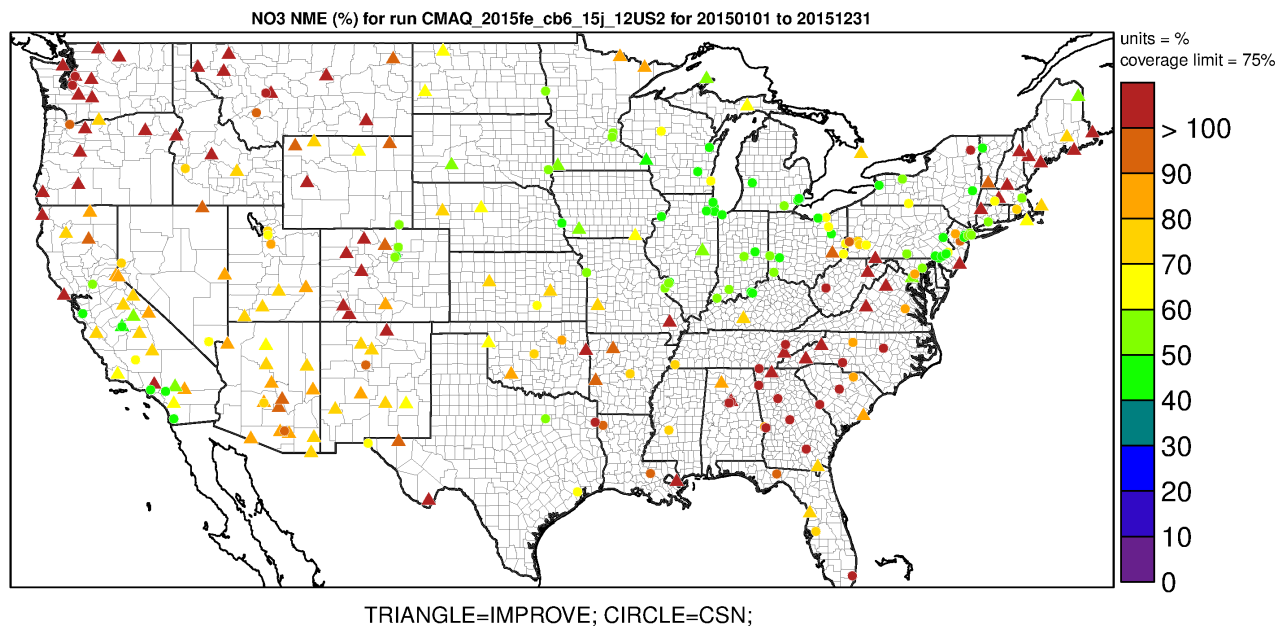 NO3 NME (%) for run CMAQ_2015fe_cb6_15j_12US2 for 20150101 to 20151231
units = %
coverage limit = 75%
> 100
90
80
70
60
50
40
30
20
10
0
TRIANGLE=IMPROVE; CIRCLE=CSN;